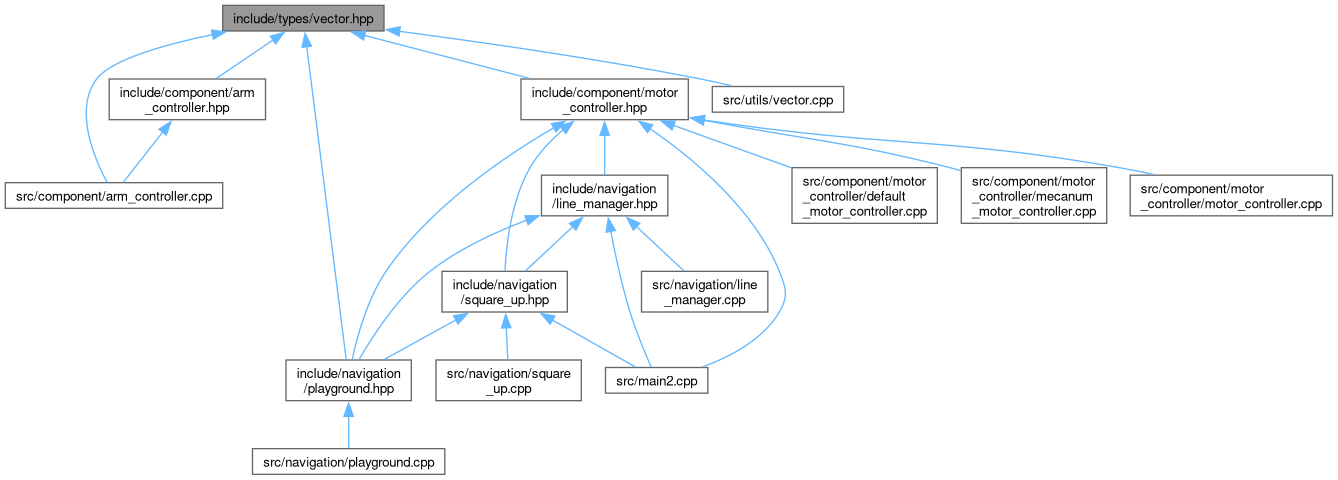 include/types/vector.hpp
include/component/arm
_controller.hpp
include/component/motor
_controller.hpp
src/utils/vector.cpp
src/component/arm_controller.cpp
include/navigation
/line_manager.hpp
src/component/motor
_controller/default
_motor_controller.cpp
src/component/motor
_controller/mecanum
_motor_controller.cpp
src/component/motor
_controller/motor_controller.cpp
include/navigation
/square_up.hpp
src/navigation/line
_manager.cpp
include/navigation
/playground.hpp
src/navigation/square
_up.cpp
src/main2.cpp
src/navigation/playground.cpp